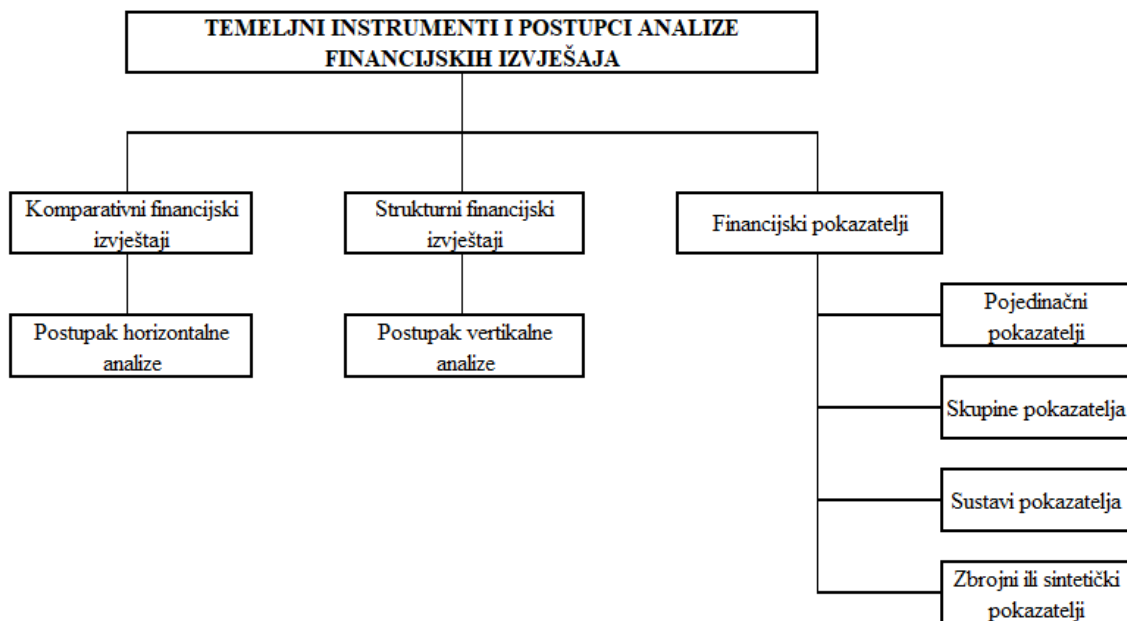 TEMELJNI INSTRUMENTI I POSTUPCI ANALIZE
FINANCIJSKIH IZVJEŠAJA
Komparativni financijski
izvještaji
Strukturni financijski
izvještaji
Financijski pokazatelji
Postupak horizontalne
analize
Postupak vertikalne
analize
Pojedinačni
pokazatelji
Skupine pokazatelja
Sustavi pokazatelja
Zbrojni ili sintetički
pokazatelji